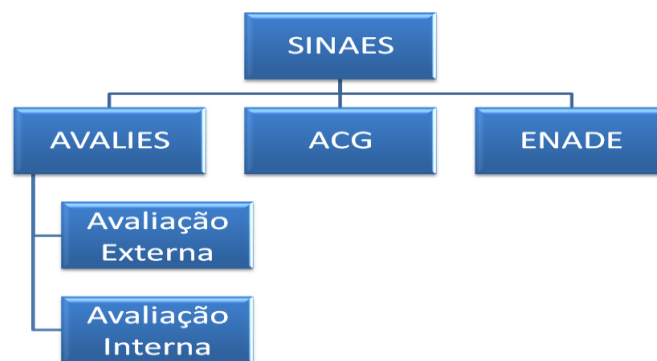 SINAES
AVALIES
ACG
ENADE
Avaliação
Externa
Avaliação
Interna